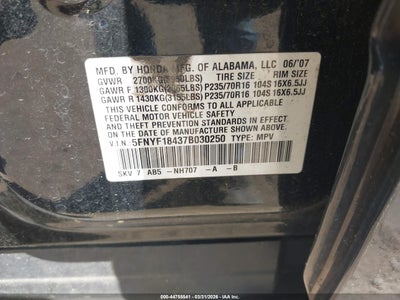 MFD. BY HONDA MFG. OF ALABAMA, LLC 06/'07
GVWR 2700KG(5950LBS) TIRE SIZE RIM SIZE
GAWR F 1300KG(2865LBS) P235/70R16 104S 16X6.5JJ
GAWR R 1430KG(3155LBS) P235/70R16 104S 16X6.5JJ
THIS VEHICLE CONFORMS TO ALL APPLICABLE
FEDERAL MOTOR VEHICLE SAFETY AND
THEFT PREVENTION STANDARDS IN EFFECT ON
THE DATE OF MANUFACTURE SHOWN ABOVE.
V.I.N. 5FNYF18437B030250 TYPE: MPV
SKV 7 AB5 -NH707 -A -B
000-44755541 - 03/31/2026 - IAA Holdings, LLC